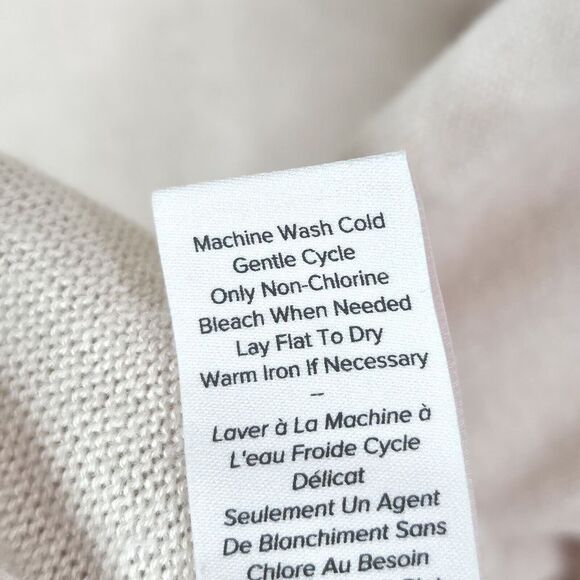 Machine Wash Cold
Gentle Cycle
Only Non-Chlorine
Bleach When Needed
Lay Flat To Dry
Warm Iron If Necessary
–
Laver à La Machine à
L'eau Froide Cycle
Délicat
Seulement Un Agent
De Blanchiment Sans
Chlore Au Besoin